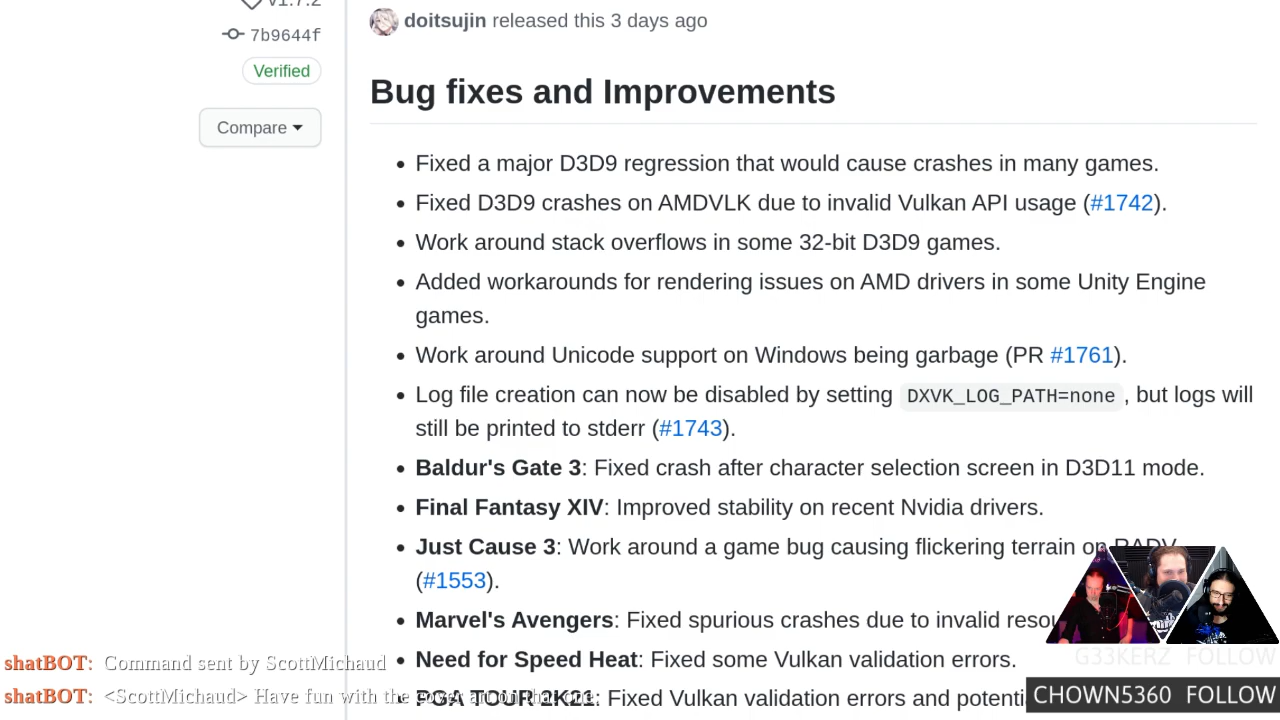 v1.7.2
7b9644f
Verified
Compare
doitsujin released this 3 days ago
Bug fixes and Improvements
Fixed a major D3D9 regression that would cause crashes in many games.
Fixed D3D9 crashes on AMDVLK due to invalid Vulkan API usage (#1742).
Work around stack overflows in some 32-bit D3D9 games.
Added workarounds for rendering issues on AMD drivers in some Unity Engine
games.
Work around Unicode support on Windows being garbage (PR #1761).
Log file creation can now be disabled by setting DXVK_LOG_PATH=none, but logs will
still be printed to stderr (#1743).
Baldur's Gate 3: Fixed crash after character selection screen in D3D11 mode.
Final Fantasy XIV: Improved stability on recent Nvidia drivers.
Just Cause 3: Work around a game bug causing flickering terrain on RADV
(#1553).
Marvel's Avengers: Fixed spurious crashes due to invalid
Need for Speed Heat: Fixed some Vulkan validation errors.
PGA TOUR 2K21: Fixed Vulkan validation errors and
shatBOT: Command sent by ScottMichaud
shatBOT: <ScottMichaud> Have fun with the cover art on that one.
G33KERZ FOLLOW
CHOWN5360 FOLLOW